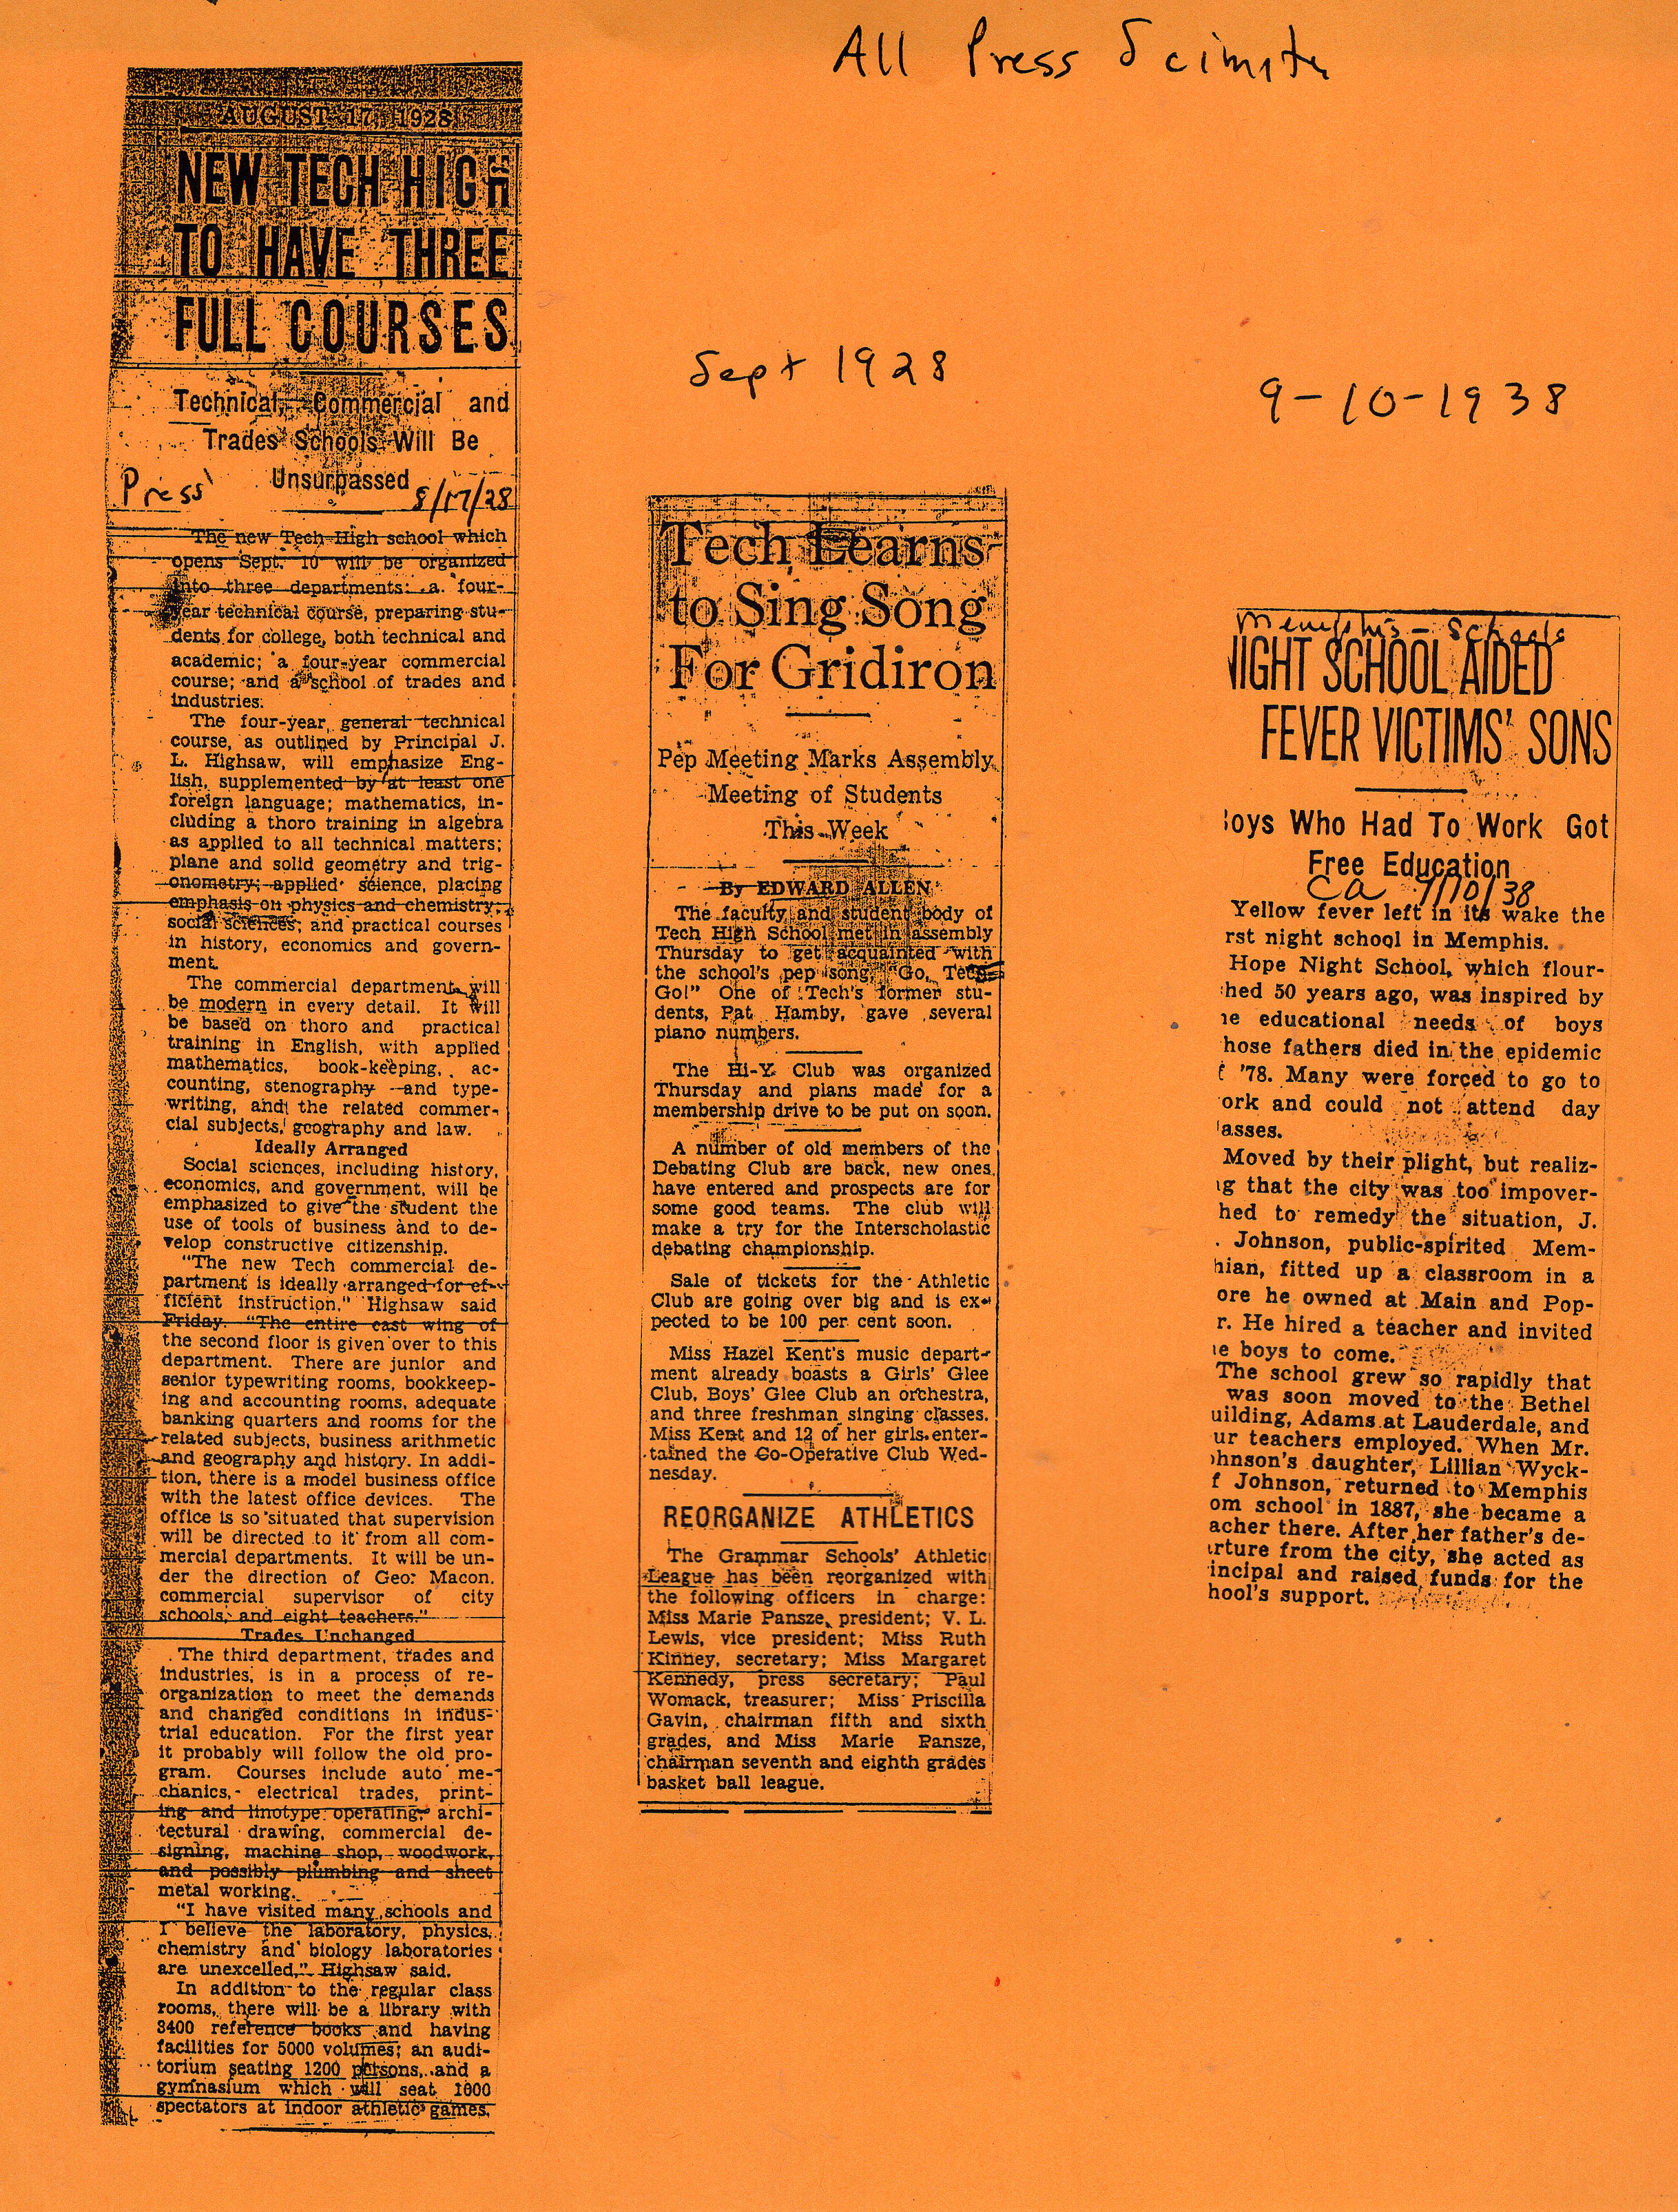 All Press Scimitr
AUGUST 17, 1928
NEW TECH HIGH
TO HAVE THREE
FULL COURSES
Technical, Commercial and
Trades Schools Will Be
Unsurpassed
Press 8/17/28
The new Tech High school which
opens Sept. 10 will be organized
into three departments: a four-
year technical course, preparing stu-
dents for college, both technical and
academic; a four-year commercial
course; and a school of trades and
industries.
The four-year general technical
course, as outlined by Principal J.
L. Highsaw, will emphasize Eng-
lish, supplemented by at least one
foreign language; mathematics, in-
cluding a thoro training in algebra
as applied to all technical matters;
plane and solid geometry and trig-
onometry; applied science, placing
emphasis on physics and chemistry;
social sciences; and practical courses
in history, economics and govern-
ment.
The commercial department will
be modern in every detail. It will
be based on thoro and practical
training in English, with applied
mathematics, book-keeping, ac-
counting, stenography and type-
writing, and the related commer-
cial subjects, geography and law.
Ideally Arranged
Social sciences, including history,
economics, and government, will be
emphasized to give the student the
use of tools of business and to de-
velop constructive citizenship.
"The new Tech commercial de-
partment is ideally arranged for ef-
ficient instruction," Highsaw said
Friday. "The entire east wing of
the second floor is given over to this
department. There are junior and
senior typewriting rooms, bookkeep-
ing and accounting rooms, adequate
banking quarters and rooms for the
related subjects, business arithmetic
and geography and history. In addi-
tion, there is a model business office
with the latest office devices. The
office is so situated that supervision
will be directed to it from all com-
mercial departments. It will be un-
der the direction of Geo. Macon,
commercial supervisor of city
schools, and eight teachers."
Trades Unchanged
The third department, trades and
industries, is in a process of re-
organization to meet the demands
and changed conditions in indus-
trial education. For the first year
it probably will follow the old pro-
gram. Courses include auto me-
chanics, electrical trades, print-
ing and linotype operating, archi-
tectural drawing, commercial de-
signing, machine shop, woodwork,
and possibly plumbing and sheet
metal working.
"I have visited many schools and
I believe the laboratory, physics,
chemistry and biology laboratories
are unexcelled," Highsaw said.
In addition to the regular class
rooms, there will be a library with
3400 reference books and having
facilities for 5000 volumes; an audi-
torium seating 1200 persons, and a
gymnasium which will seat 1000
spectators at indoor athletic games.
Sept 1928
Tech Learns
to Sing Song
For Gridiron
Pep Meeting Marks Assembly
Meeting of Students
This Week
By EDWARD ALLEN
The faculty and student body of
Tech High School met in assembly
Thursday to get acquainted with
the school's pep song, "Go, Tech
Go!" One of Tech's former stu-
dents, Pat Hamby, gave several
piano numbers.
The Hi-Y Club was organized
Thursday and plans made for a
membership drive to be put on soon.
A number of old members of the
Debating Club are back, new ones
have entered and prospects are for
some good teams. The club will
make a try for the Interscholastic
debating championship.
Sale of tickets for the Athletic
Club are going over big and is ex-
pected to be 100 per cent soon.
Miss Hazel Kent's music depart-
ment already boasts a Girls' Glee
Club, Boys' Glee Club an orchestra,
and three freshman singing classes.
Miss Kent and 12 of her girls enter-
tained the Co-Operative Club Wed-
nesday.
REORGANIZE ATHLETICS
The Grammar Schools' Athletic
League has been reorganized with
the following officers in charge:
Miss Marie Pansze, president; V. L.
Lewis, vice president; Miss Ruth
Kinney, secretary; Miss Margaret
Kennedy, press secretary; Paul
Womack, treasurer; Miss Priscilla
Gavin, chairman fifth and sixth
grades, and Miss Marie Pansze,
chairman seventh and eighth grades
basket ball league.
9-10-1938
Memphis - Schools
NIGHT SCHOOL AIDED
FEVER VICTIMS' SONS
oys Who Had To Work Got
Free Education
CA 9/10/38
Yellow fever left in its wake the
rst night school in Memphis.
Hope Night School, which flour-
hed 50 years ago, was inspired by
e educational needs of boys
hose fathers died in the epidemic
f '78. Many were forced to go to
ork and could not attend day
asses.
Moved by their plight, but realiz-
g that the city was too impover-
hed to remedy the situation, J.
. Johnson, public-spirited Mem-
hian, fitted up a classroom in a
ore he owned at Main and Pop-
r. He hired a teacher and invited
e boys to come.
The school grew so rapidly that
was soon moved to the Bethel
uilding, Adams at Lauderdale, and
ur teachers employed. When Mr.
ohnson's daughter, Lillian Wyck-
f Johnson, returned to Memphis
om school in 1887, she became a
acher there. After her father's de-
rture from the city, she acted as
incipal and raised funds for the
hool's support.